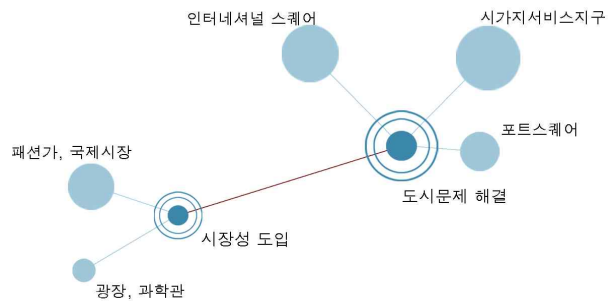 인터네셔널 스퀘어
시가지서비스지구
포트스퀘어
패션가, 국제시장
도시문제 해결
시장성 도입
광장, 과학관